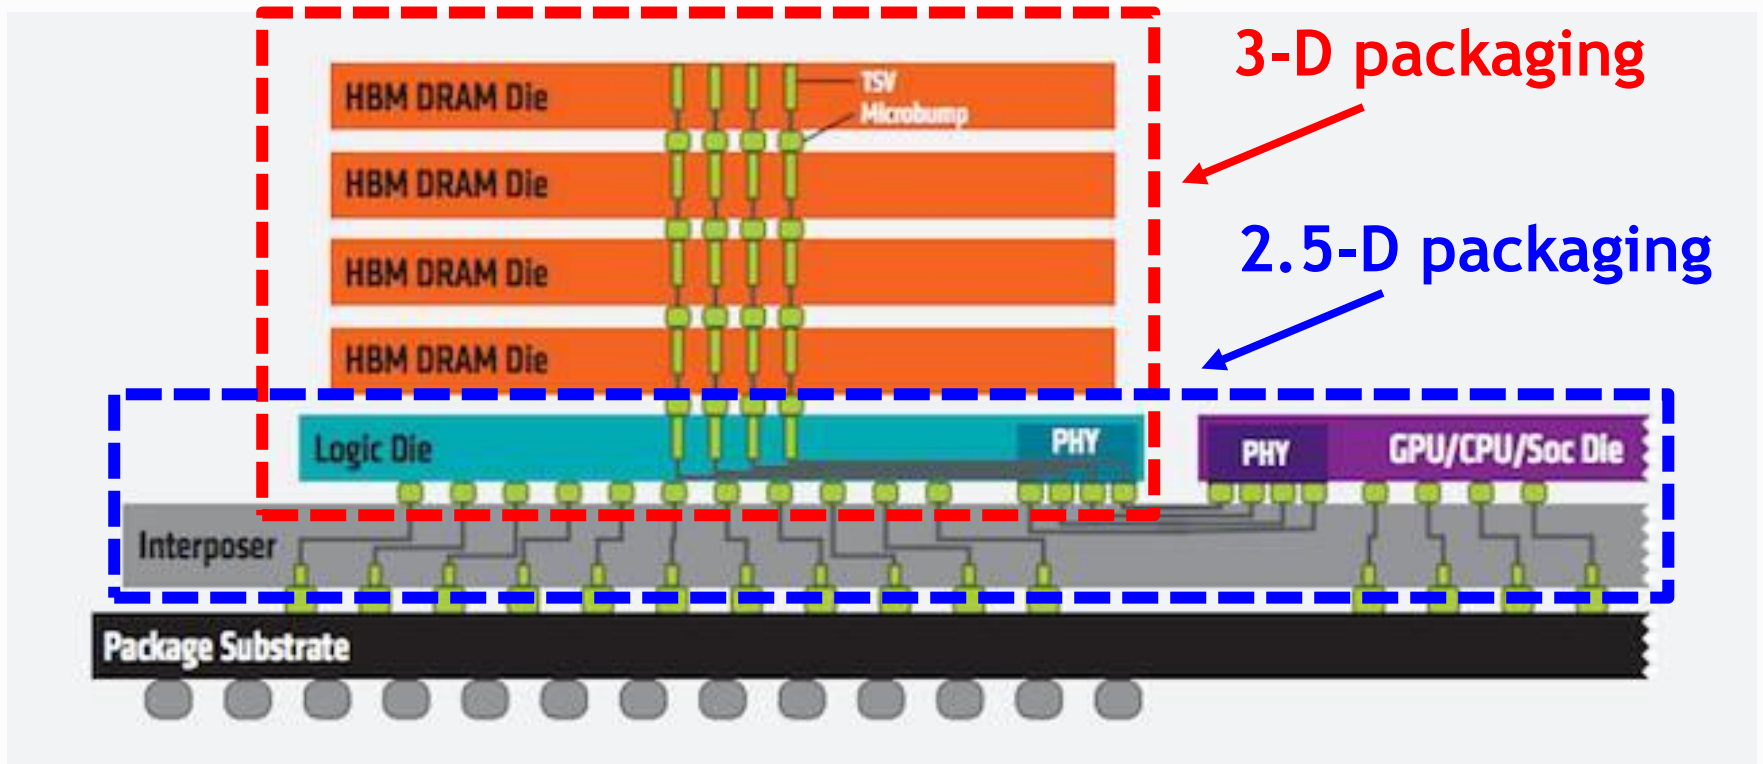 3-D packaging
HBM DRAM Die
TSV
Microbump
HBM DRAM Die
2.5-D packaging
HBM DRAM Die
HBM DRAM Die
Logic Die
PHY
PHY
GPU/CPU/Soc Die
Interposer
Package Substrate